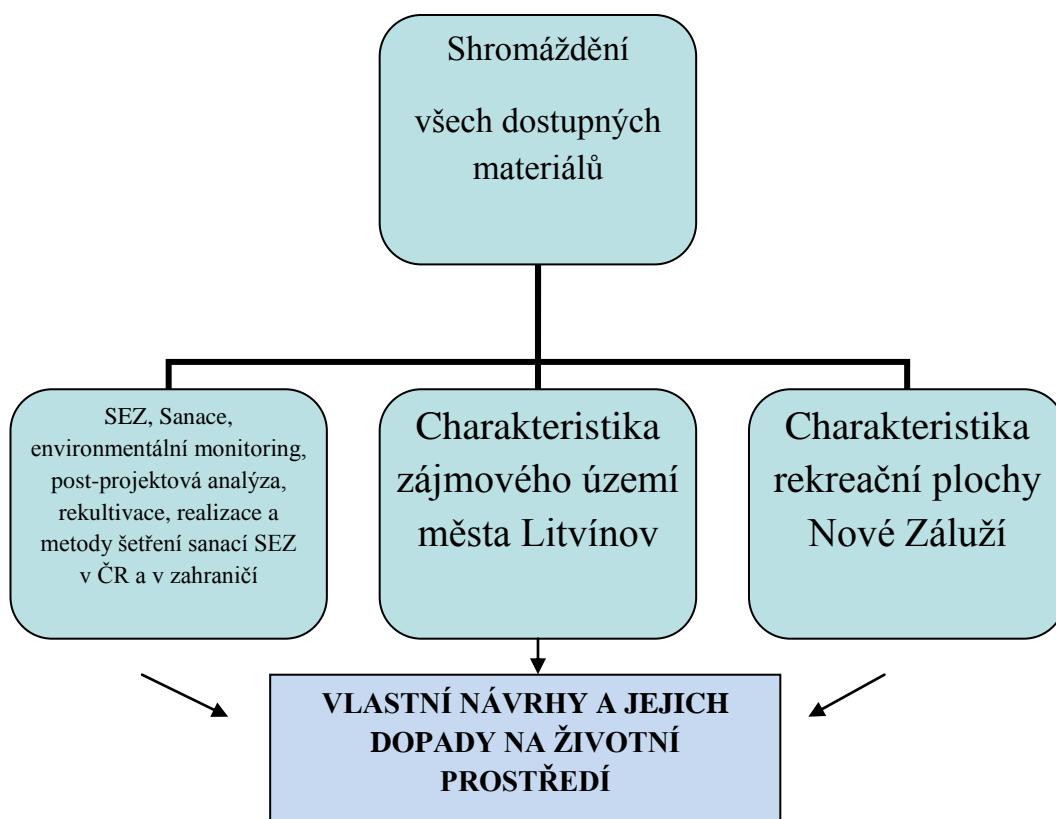 Shromáždění
všech dostupných
materiálů
SEZ, Sanace,
environmentální monitoring,
post-projektová analýza,
rekultivace, realizace a
metody šetření sanací SEZ
v ČR a v zahraničí
Charakteristika
zájmového území
města Litvínov
Charakteristika
rekreační plochy
Nové Záluží
VLASTNÍ NÁVRHY A JEJICH
DOPADY NA ŽIVOTNÍ
PROSTŘEDÍ